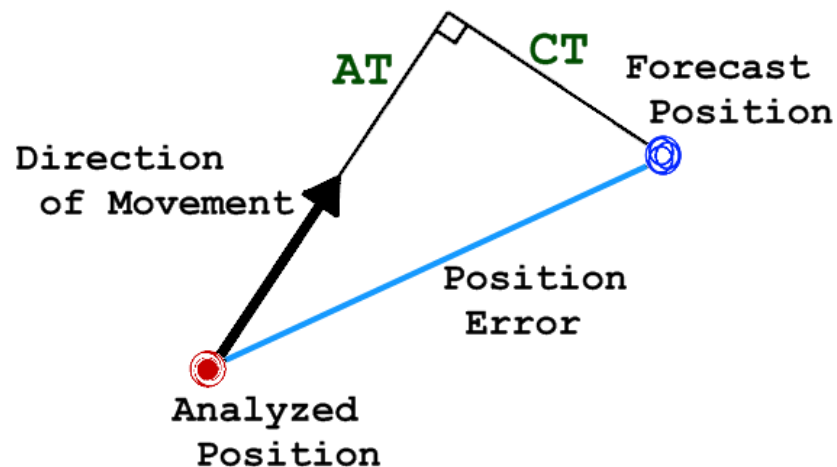 AT
CT
Forecast
Position
Direction
of Movement
Position
Error
Analyzed
Position